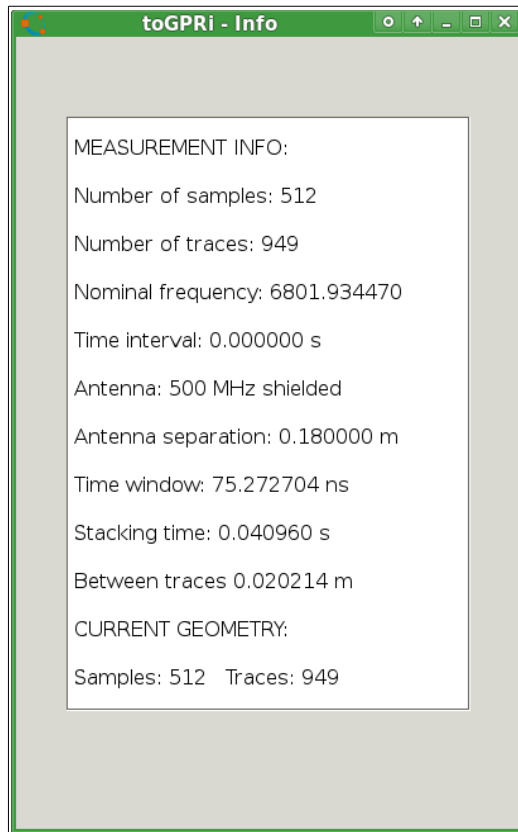 toGPRi - Info
MEASUREMENT INFO:
Number of samples: 512
Number of traces: 949
Nominal frequency: 6801.934470
Time interval: 0.000000 s
Antenna: 500 MHz shielded
Antenna separation: 0.180000 m
Time window: 75.272704 ns
Stacking time: 0.040960 s
Between traces 0.020214 m
CURRENT GEOMETRY:
Samples: 512   Traces: 949